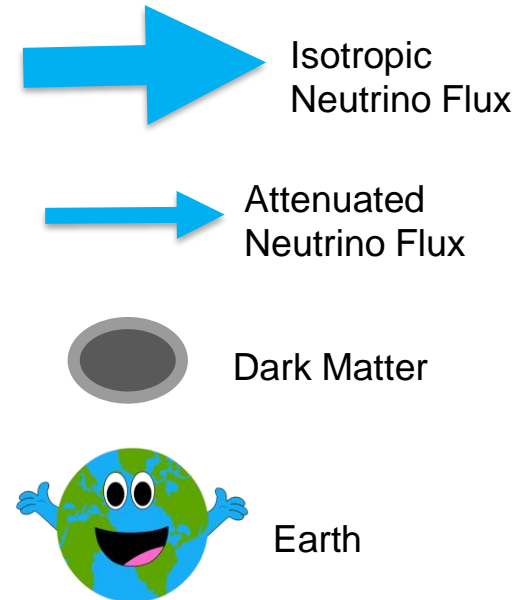 Isotropic
Neutrino Flux
Attenuated
Neutrino Flux
Dark Matter
Earth